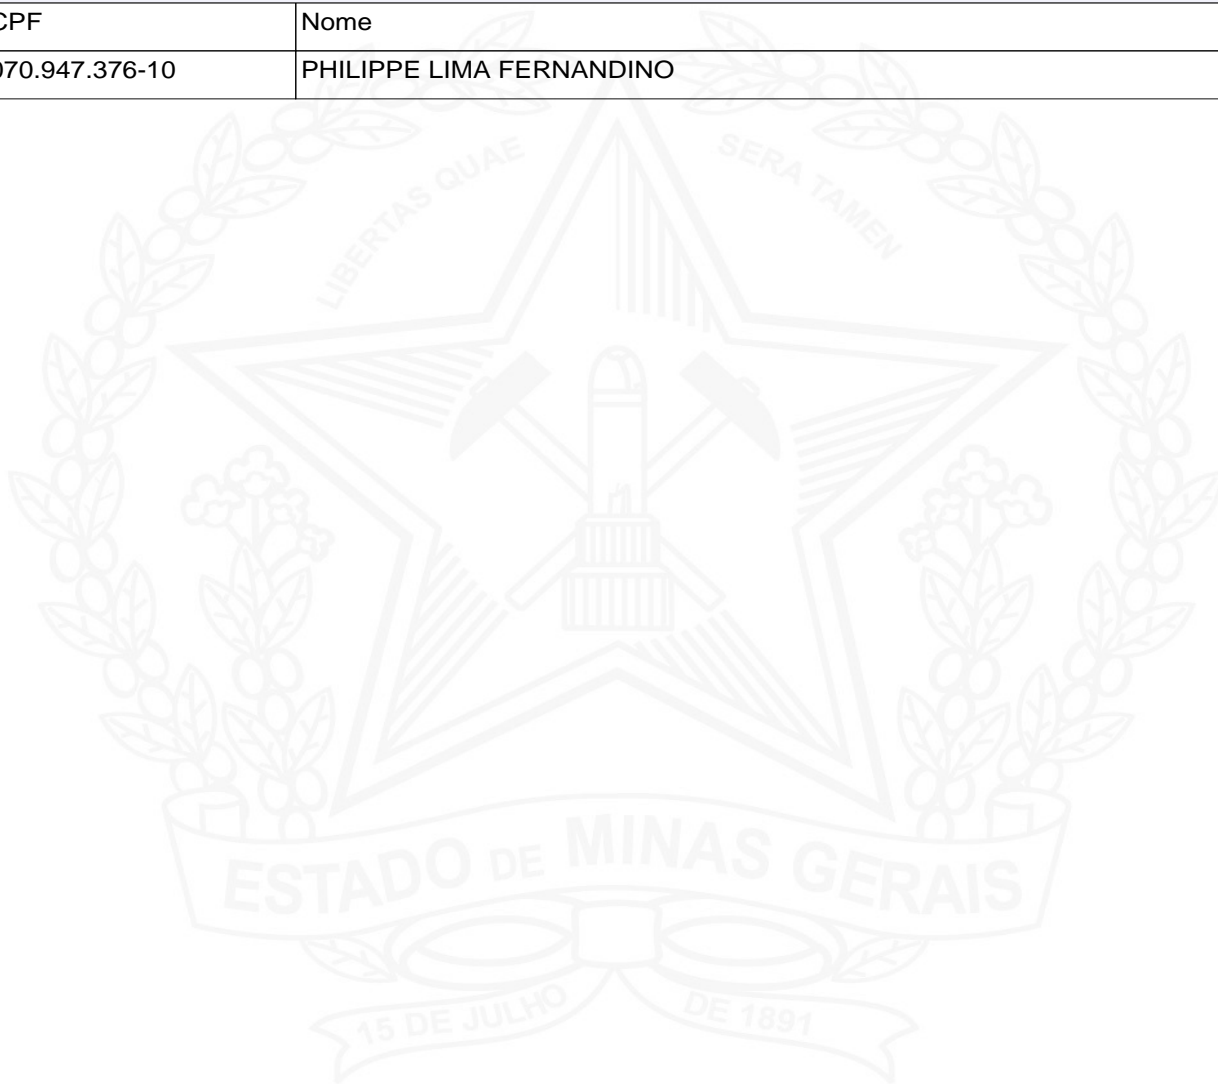 CPF Nome
070.947.376-10 PHILIPPE LIMA FERNANDINO
LIBERTAS QUAE SERA TAMEN
ESTADO DE MINAS GERAIS
15 DE JULHO DE 1891